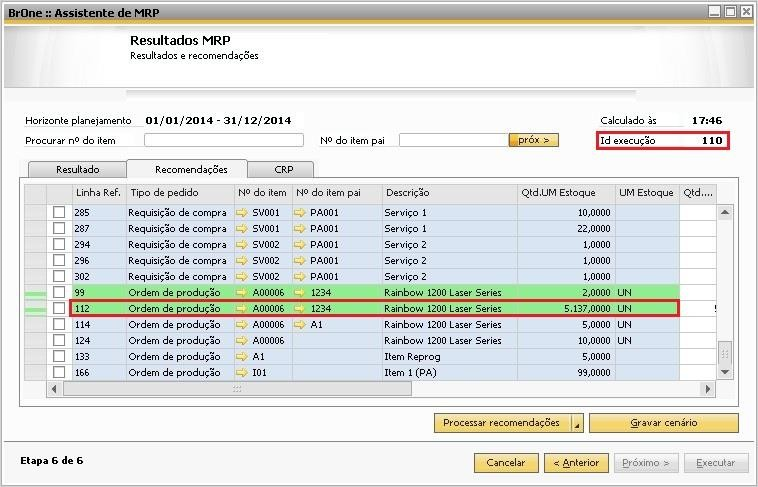 BrOne :: Assistente de MRP
Resultados MRP
Resultados e recomendações
Horizonte planejamento 01/01/2014 - 31/12/2014 Calculado às 17:46
Procurar nº do item Nº do item pai próx > Id execução 110
Resultado Recomendações CRP
Linha Ref. Tipo de pedido Nº do item Nº do item pai Descrição Qtd.UM Estoque UM Estoque Qtd....
285 Requisição de compra SV001 PA001 Serviço 1 10,0000
287 Requisição de compra SV001 PA001 Serviço 1 22,0000
294 Requisição de compra SV002 PA001 Serviço 2 1,0000
296 Requisição de compra SV002 PA001 Serviço 2 1,0000
302 Requisição de compra SV002 PA001 Serviço 2 1,0000
99 Ordem de produção A00006 1234 Rainbow 1200 Laser Series 2,0000 UN
112 Ordem de produção A00006 1234 Rainbow 1200 Laser Series 5.137,0000 UN
114 Ordem de produção A00006 A1 Rainbow 1200 Laser Series 5,0000 UN
124 Ordem de produção A00006 Rainbow 1200 Laser Series 10,0000 UN
133 Ordem de produção A1 Item Reprog 5,0000
166 Ordem de produção I01 Item 1 (PA) 99,0000
Processar recomendações Gravar cenário
Etapa 6 de 6 Cancelar < Anterior Próximo > Executar